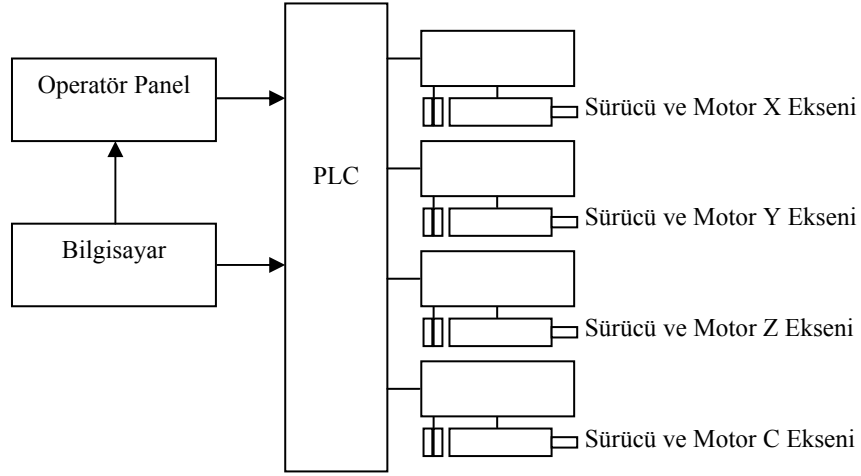 Operatör Panel
Bilgisayar
PLC
Sürücü ve Motor X Ekseni
Sürücü ve Motor Y Ekseni
Sürücü ve Motor Z Ekseni
Sürücü ve Motor C Ekseni